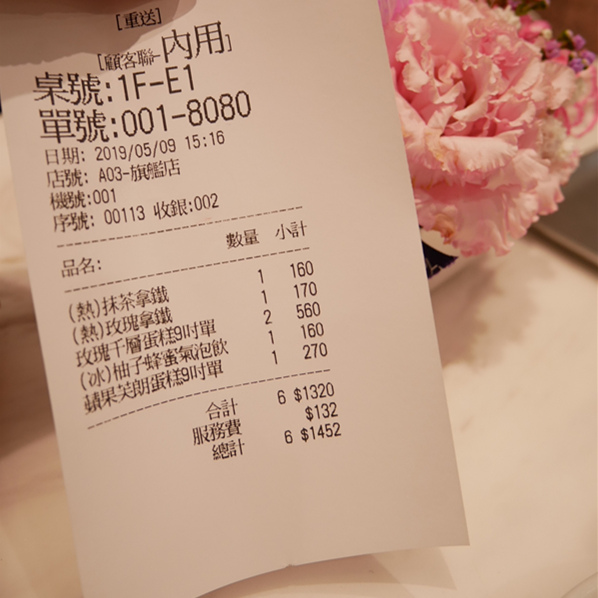 [重送]
[顧客聯-內用]
桌號:1F-E1
單號:001-8080
日期: 2019/05/09 15:16
店號: A03-旗艦店
機號:001
序號: 00113 收銀:002
品名: 數量 小計
(熱)抹茶拿鐵 1 160
(熱)玫瑰拿鐵 1 170
玫瑰千層蛋糕9吋單 2 560
(冰)柚子蜂蜜氣泡飲 1 160
蘋果芙朗蛋糕9吋單 1 270
合計 6 $1320
服務費 $132
總計 6 $1452